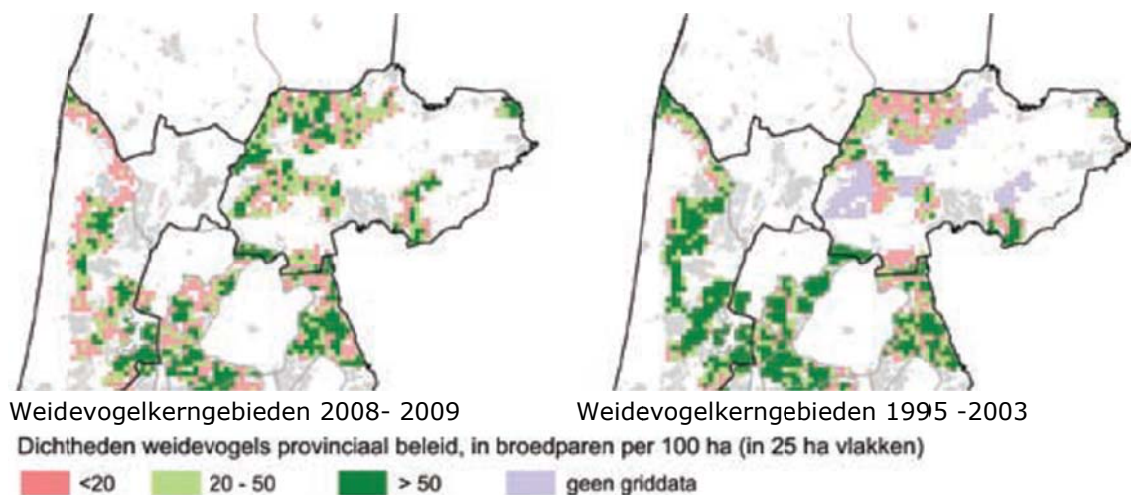 Weidevogelkerngebieden 2008- 2009
Weidevogelkerngebieden 1995 -2003
Dichtheden weidevogels provinciaal beleid, in broedparen per 100 ha (in 25 ha vlakken)
<20 20 - 50 > 50 geen griddata